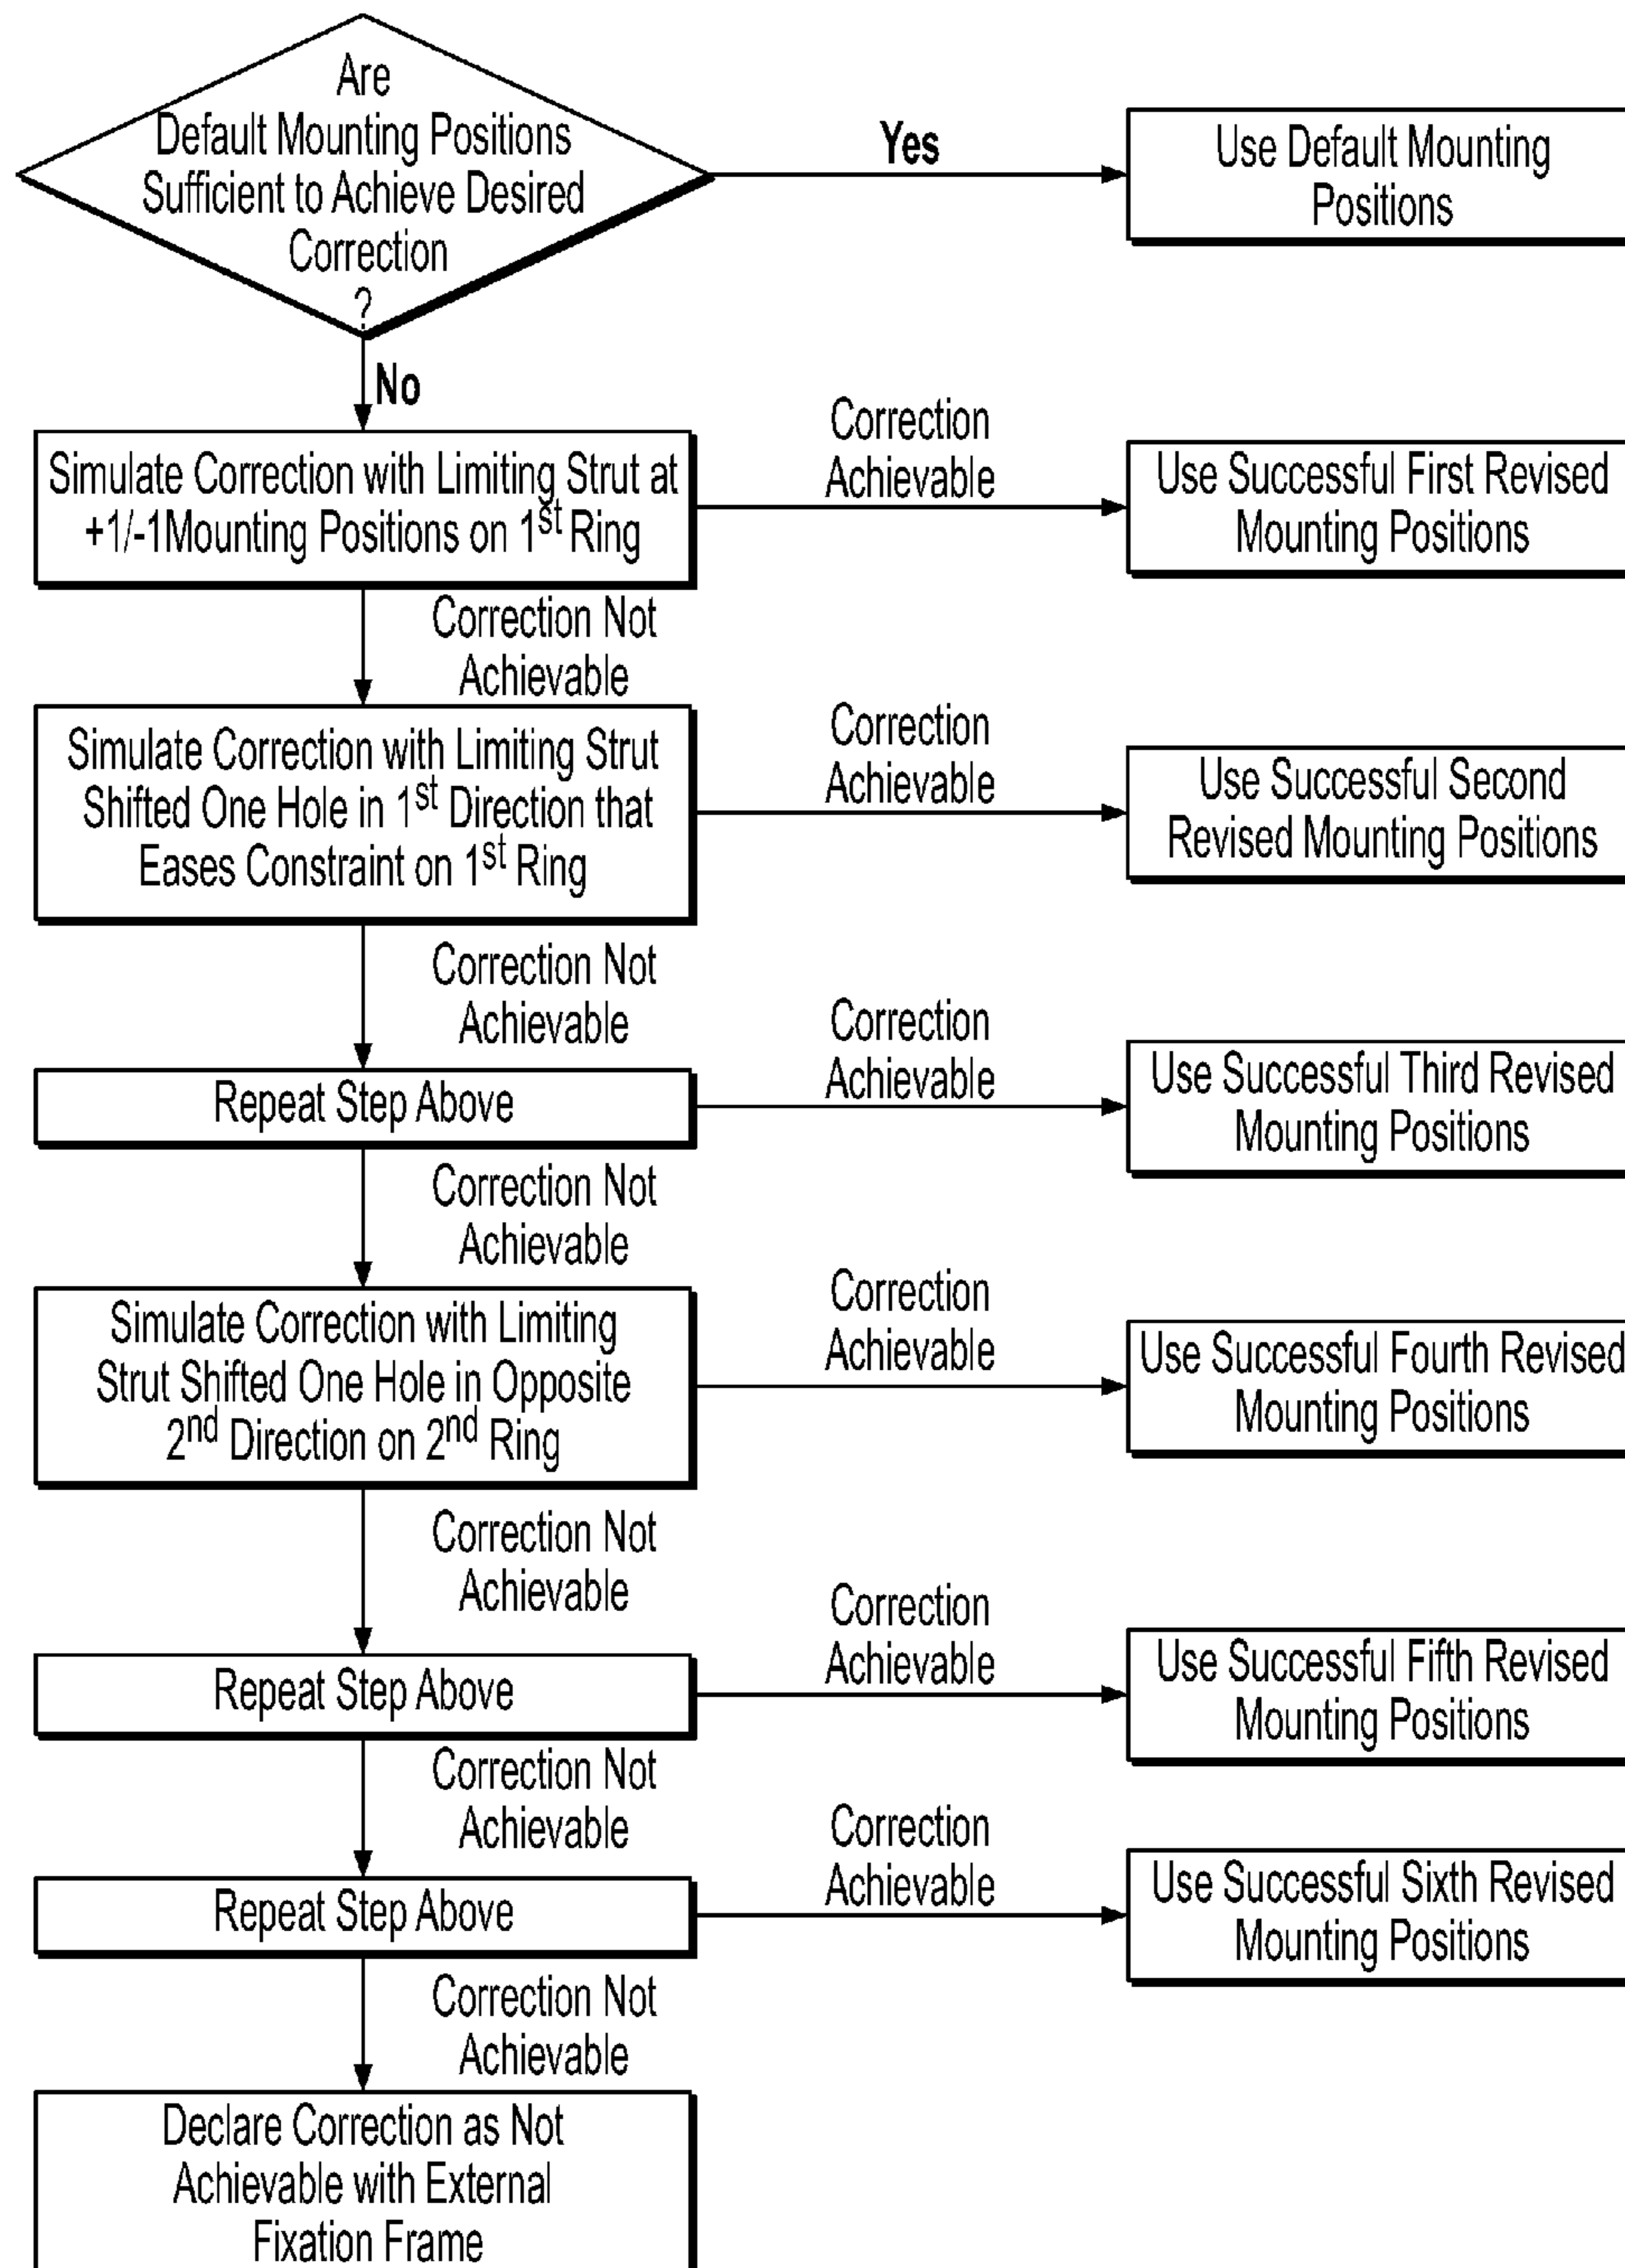 Are
Default Mounting Positions
Sufficient to Achieve Desired
Correction
?
Yes
Use Default Mounting
Positions
No
Simulate Correction with Limiting Strut at
+1/-1Mounting Positions on 1st Ring
Correction
Achievable
Use Successful First Revised
Mounting Positions
Correction Not
Achievable
Simulate Correction with Limiting Strut
Shifted One Hole in 1st Direction that
Eases Constraint on 1st Ring
Correction
Achievable
Use Successful Second
Revised Mounting Positions
Correction Not
Achievable
Repeat Step Above
Correction
Achievable
Use Successful Third Revised
Mounting Positions
Correction Not
Achievable
Simulate Correction with Limiting
Strut Shifted One Hole in Opposite
2nd Direction on 2nd Ring
Correction
Achievable
Use Successful Fourth Revised
Mounting Positions
Correction Not
Achievable
Repeat Step Above
Correction
Achievable
Use Successful Fifth Revised
Mounting Positions
Correction Not
Achievable
Repeat Step Above
Correction
Achievable
Use Successful Sixth Revised
Mounting Positions
Correction Not
Achievable
Declare Correction as Not
Achievable with External
Fixation Frame